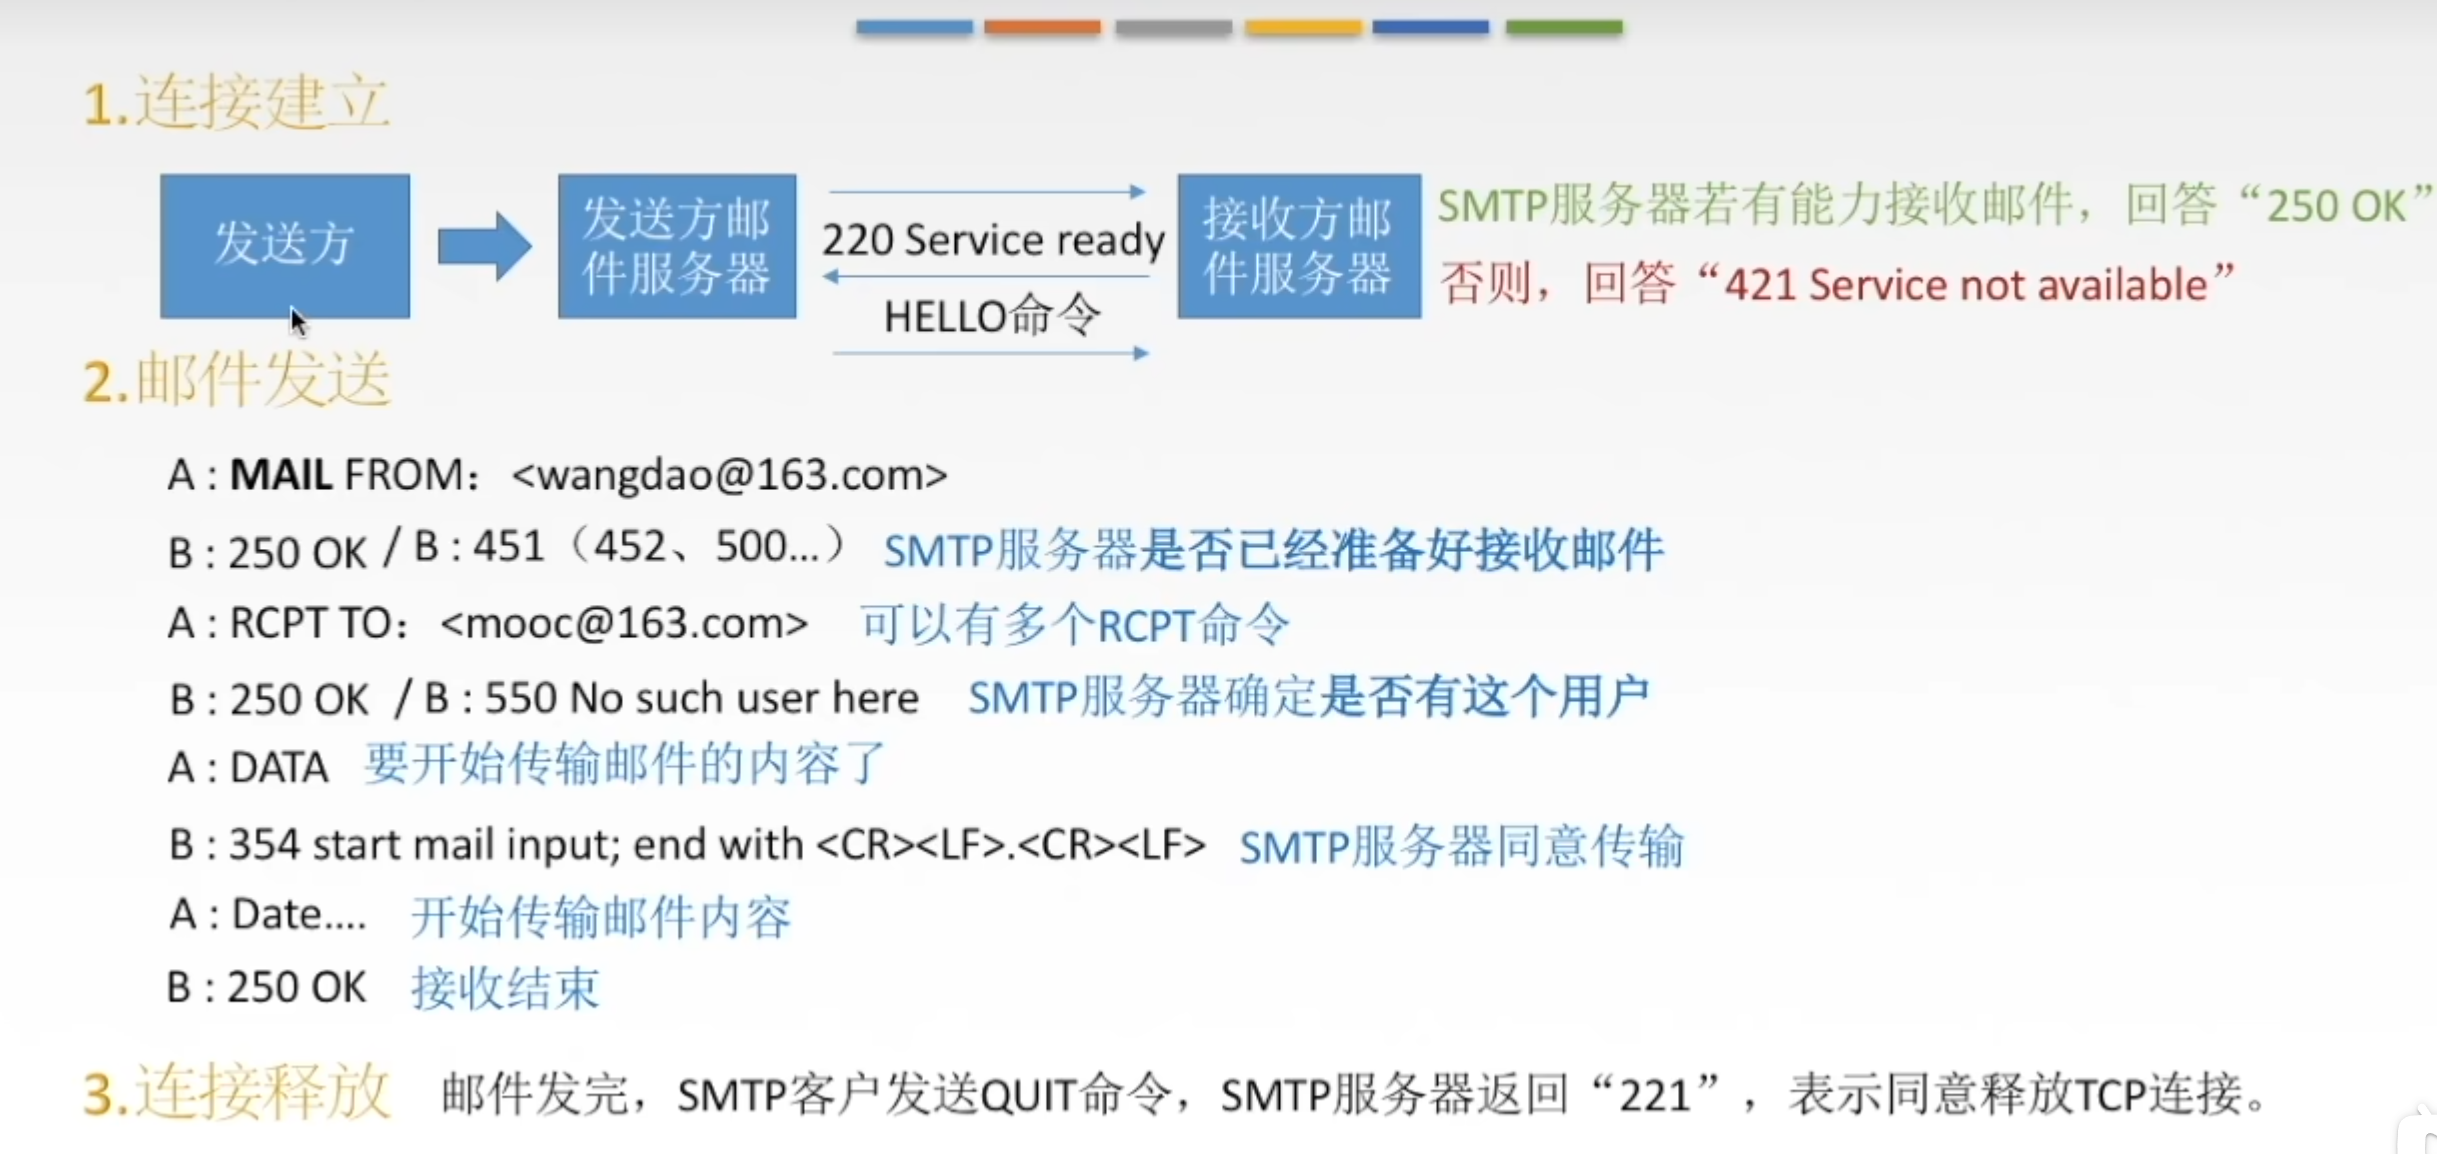 1.连接建立
发送方
发送方邮
件服务器
220 Service ready
HELLO命令
接收方邮
件服务器
SMTP服务器若有能力接收邮件，回答“250 OK”
否则，回答“421 Service not available”
2.邮件发送
A : MAIL FROM：<wangdao@163.com>
B : 250 OK / B : 451（452、500...） SMTP服务器是否已经准备好接收邮件
A : RCPT TO：<mooc@163.com> 可以有多个RCPT命令
B : 250 OK / B : 550 No such user here SMTP服务器确定是否有这个用户
A : DATA 要开始传输邮件的内容了
B : 354 start mail input; end with <CR><LF>.<CR><LF> SMTP服务器同意传输
A : Date.... 开始传输邮件内容
B : 250 OK 接收结束
3.连接释放 邮件发完，SMTP客户发送QUIT命令，SMTP服务器返回“221”，表示同意释放TCP连接。